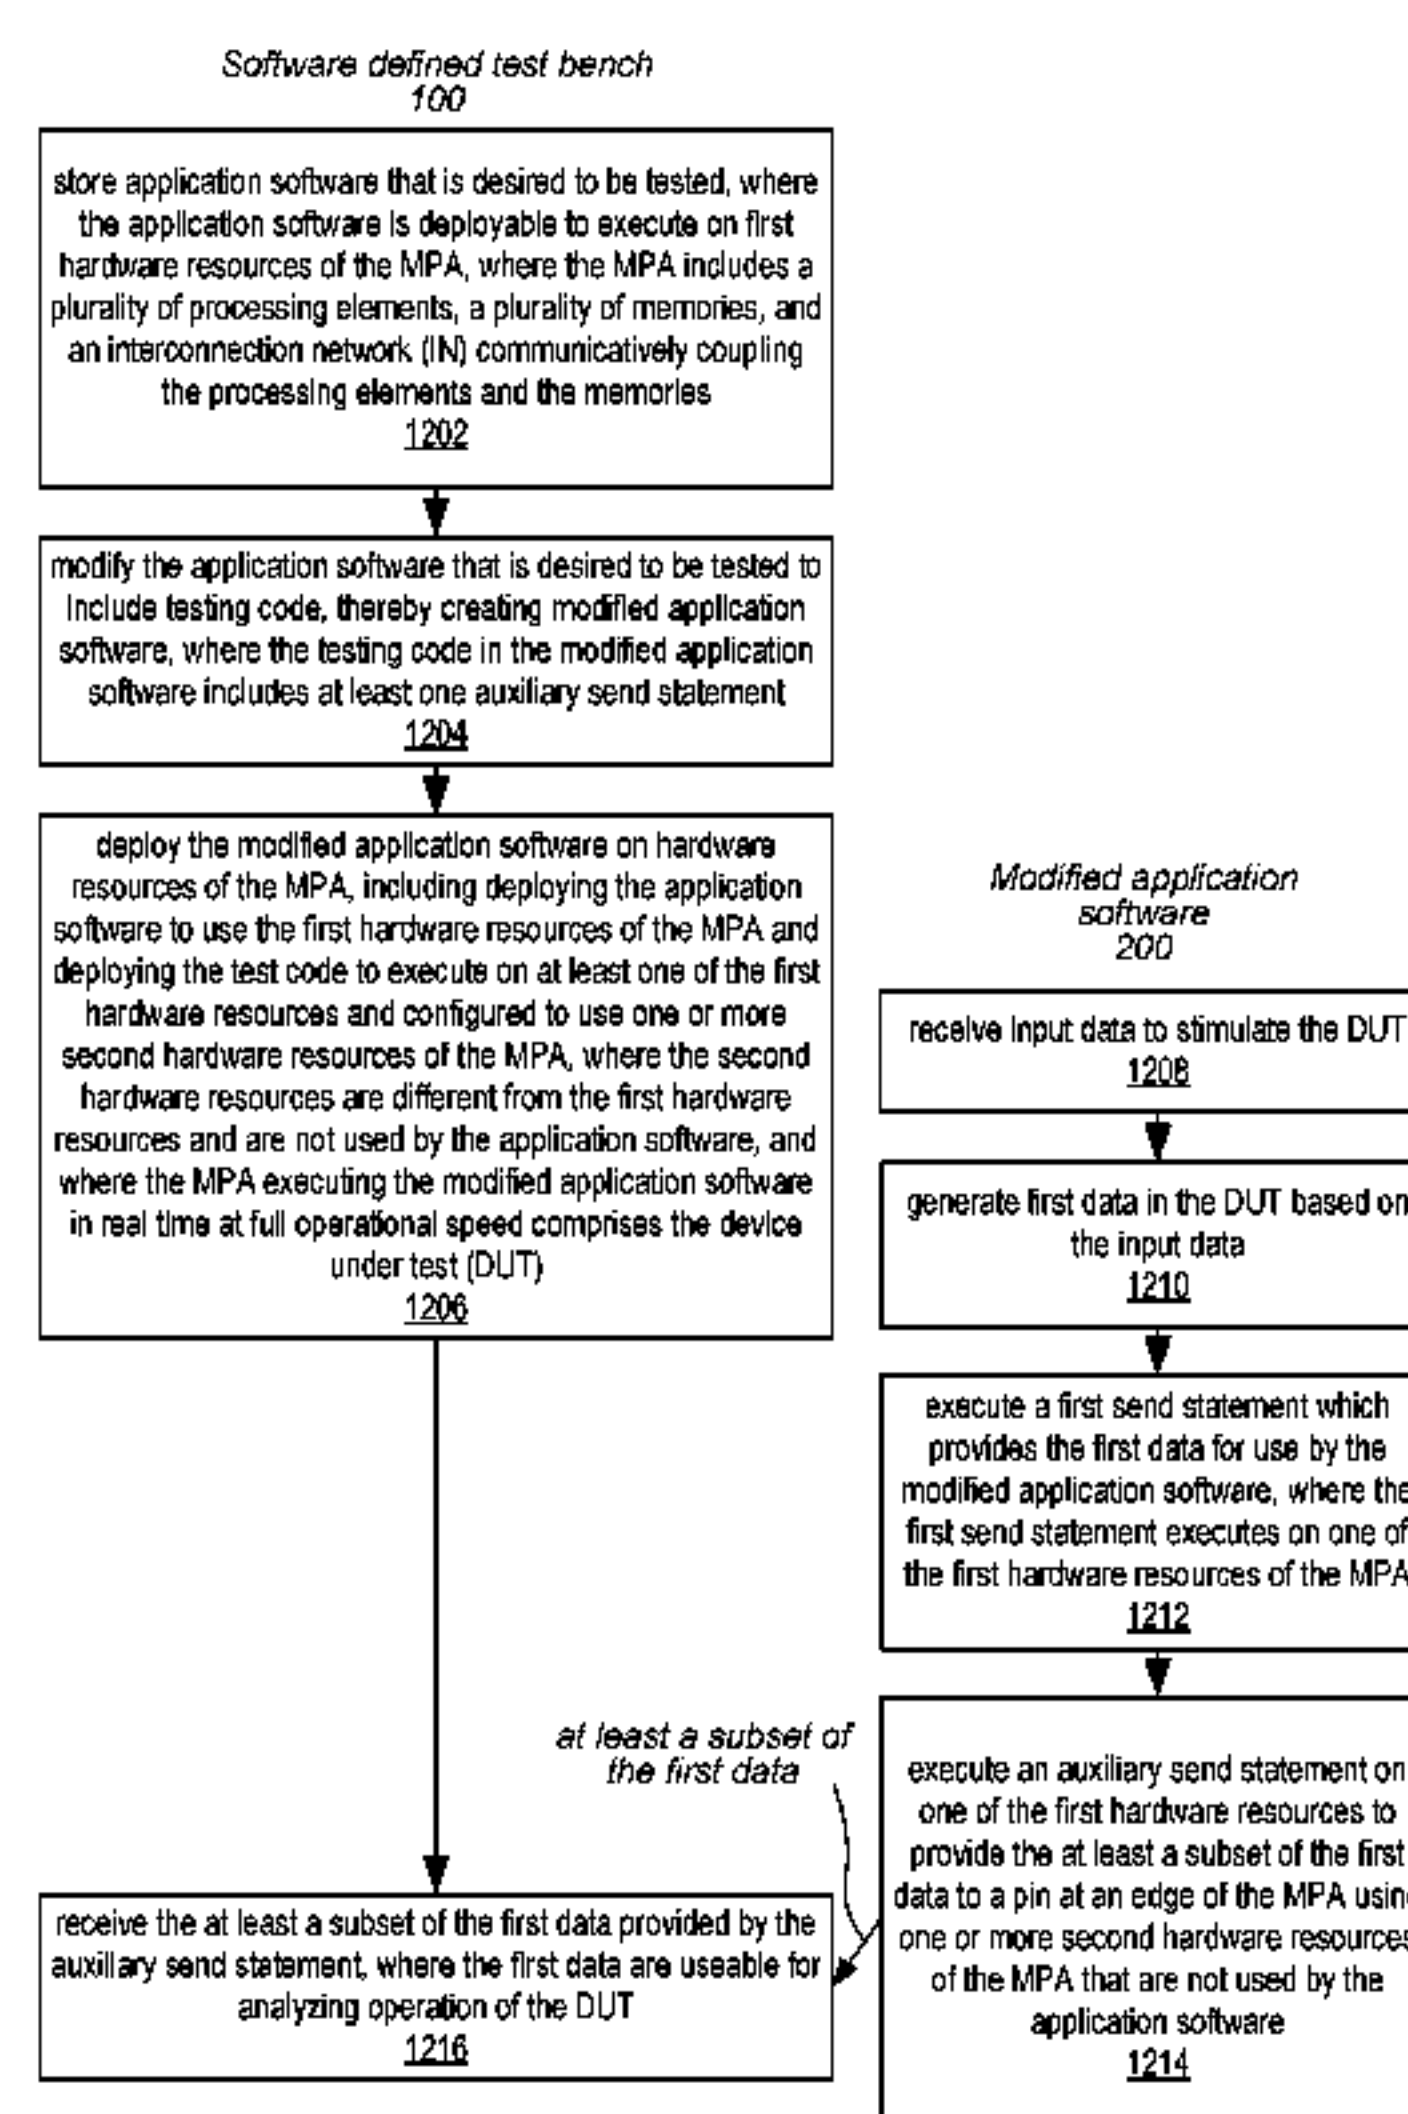 Software defined test bench
100
store application software that is desired to be tested, where
the application software is deployable to execute on first
hardware resources of the MPA, where the MPA includes a
plurality of processing elements, a plurality of memories, and
an interconnection network (IN) communicatively coupling
the processing elements and the memories
1202
modify the application software that is desired to be tested to
include testing code, thereby creating modified application
software, where the testing code in the modified application
software includes at least one auxiliary send statement
1204
deploy the modified application software on hardware
resources of the MPA, including deploying the application
software to use the first hardware resources of the MPA and
deploying the test code to execute on at least one of the first
hardware resources and configured to use one or more
second hardware resources of the MPA, where the second
hardware resources are different from the first hardware
resources and are not used by the application software, and
where the MPA executing the modified application software
in real time at full operational speed comprises the device
under test (DUT)
1206
Modified application
software
200
receive input data to stimulate the DUT
1208
generate first data in the DUT based on
the input data
1210
execute a first send statement which
provides the first data for use by the
modified application software, where the
first send statement executes on one of
the first hardware resources of the MPA
1212
at least a subset of
the first data
execute an auxiliary send statement on
one of the first hardware resources to
provide the at least a subset of the first
data to a pin at an edge of the MPA usin
one or more second hardware resources
of the MPA that are not used by the
application software
1214
receive the at least a subset of the first data provided by the
auxiliary send statement, where the first data are useable for
analyzing operation of the DUT
1216